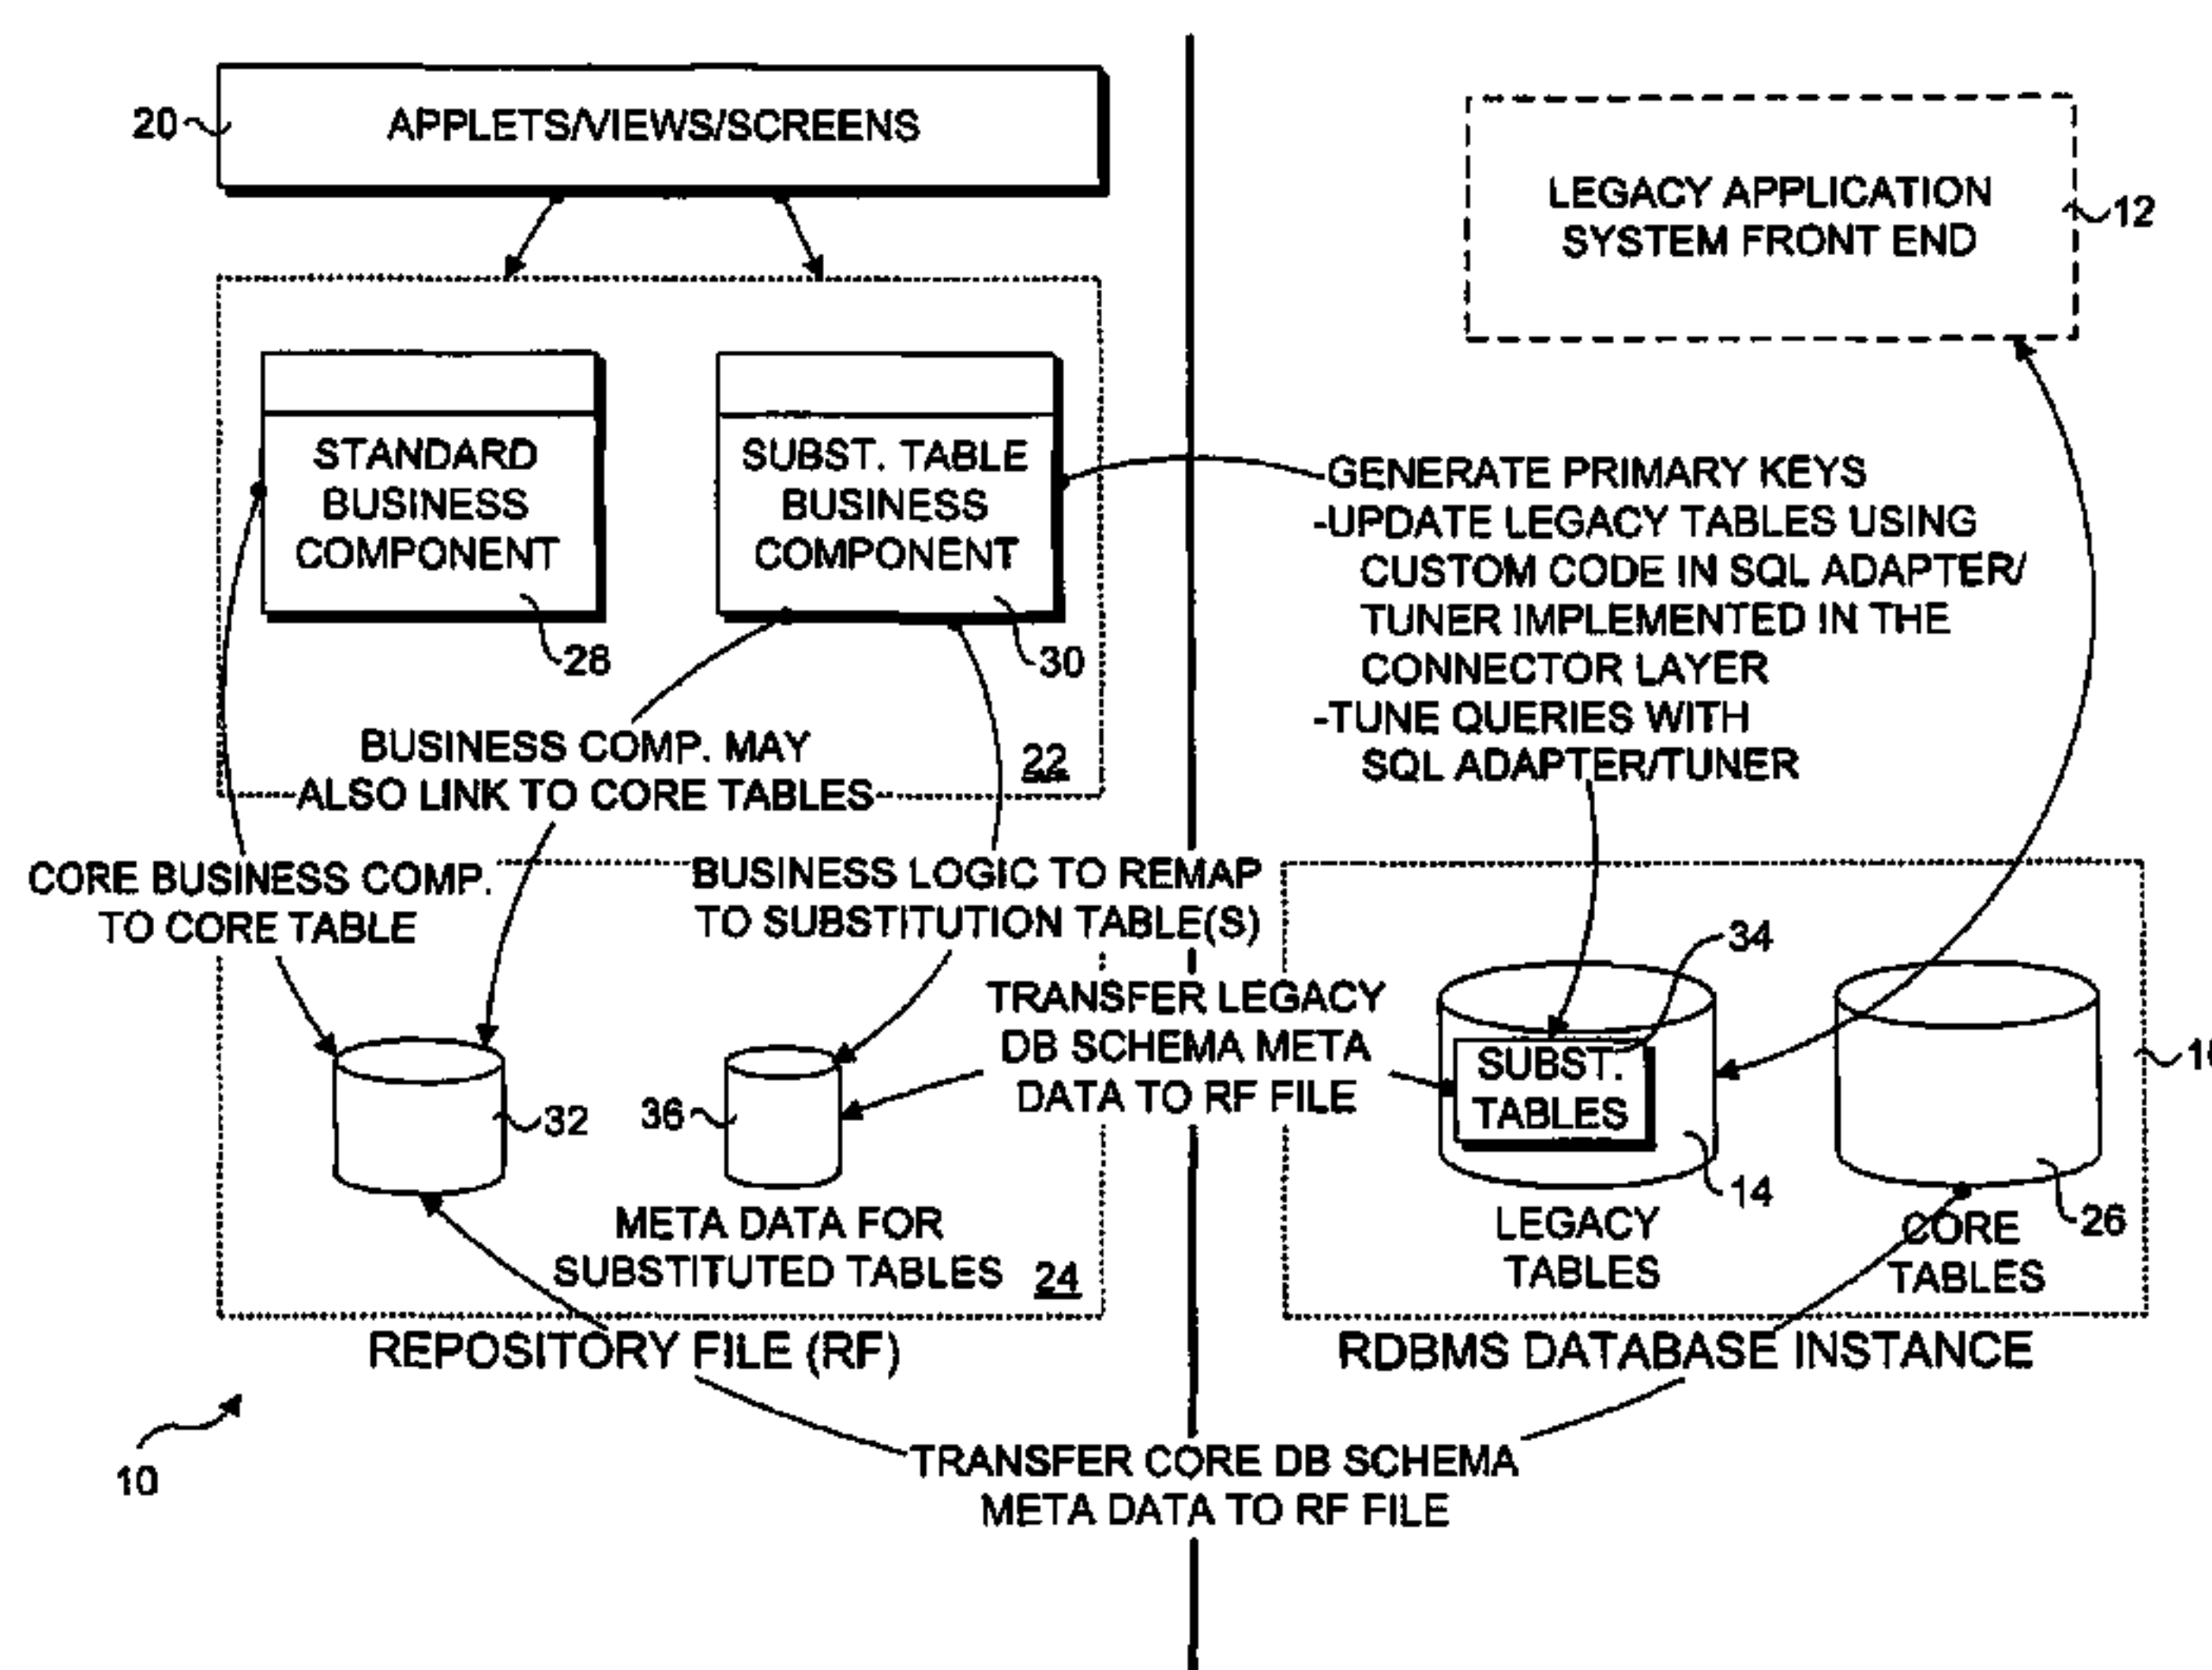 20
APPLETS/VIEWS/SCREENS
LEGACY APPLICATION
SYSTEM FRONT END
12
STANDARD
BUSINESS
COMPONENT
28
SUBST. TABLE
BUSINESS
COMPONENT
30
GENERATE PRIMARY KEYS
-UPDATE LEGACY TABLES USING
CUSTOM CODE IN SQL ADAPTER/
TUNER IMPLEMENTED IN THE
CONNECTOR LAYER
-TUNE QUERIES WITH
SQL ADAPTER/TUNER
BUSINESS COMP. MAY
ALSO LINK TO CORE TABLES
22
CORE BUSINESS COMP.
TO CORE TABLE
BUSINESS LOGIC TO REMAP
TO SUBSTITUTION TABLE(S)
TRANSFER LEGACY
DB SCHEMA META
DATA TO RF FILE
32
36
META DATA FOR
SUBSTITUTED TABLES
24
REPOSITORY FILE (RF)
34
SUBST.
TABLES
14
LEGACY
TABLES
26
CORE
TABLES
RDBMS DATABASE INSTANCE
10
TRANSFER CORE DB SCHEMA
META DATA TO RF FILE